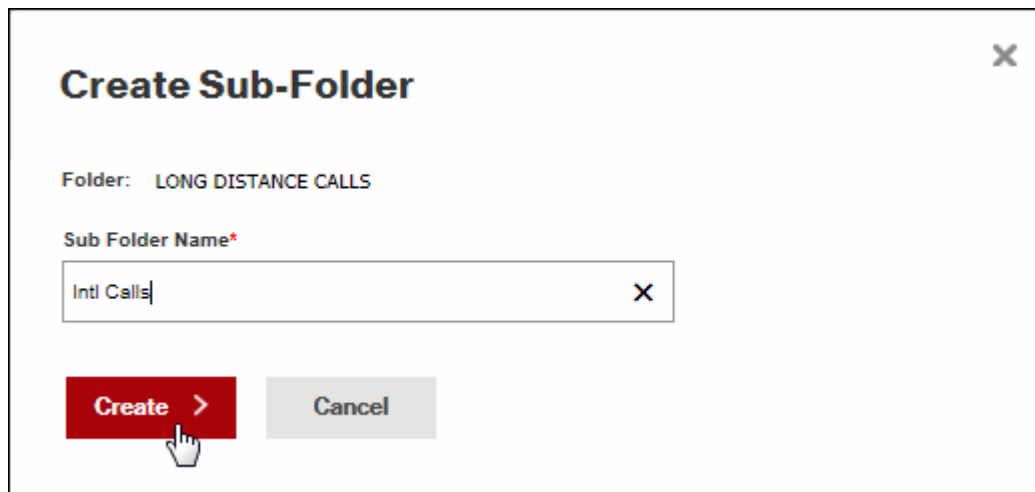 Create Sub-Folder
Folder: LONG DISTANCE CALLS
Sub Folder Name*
Intl Calls
Create
Cancel